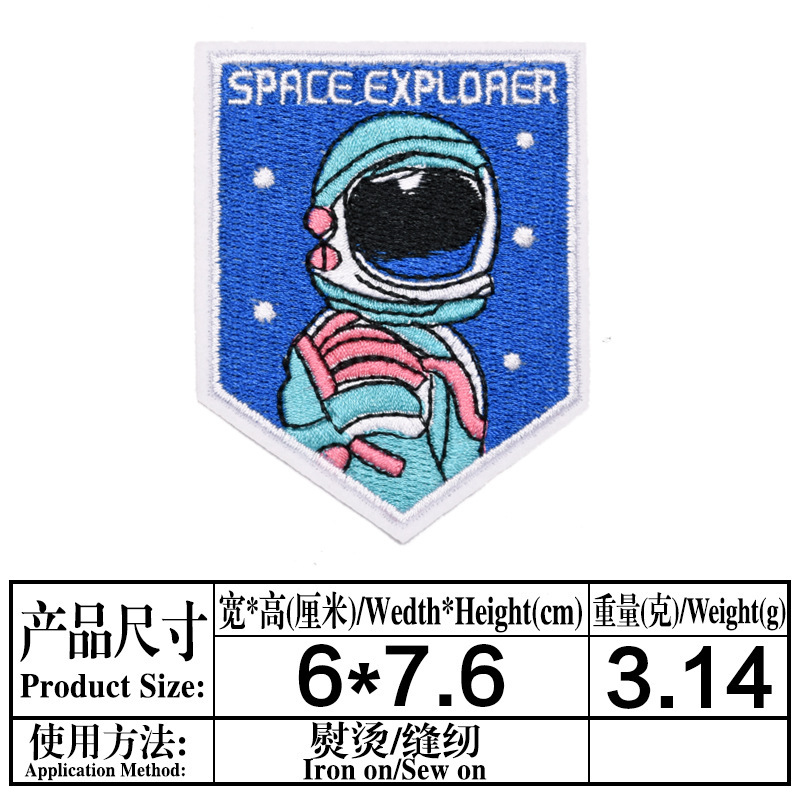 SPACE EXPLORER
产品尺寸
Product Size:
宽*高(厘米)/Wedth*Height(cm)
重量(克)/Weight(g)
6*7.6
3.14
使用方法:
Application Method:
熨烫/缝纫
Iron on/Sew on